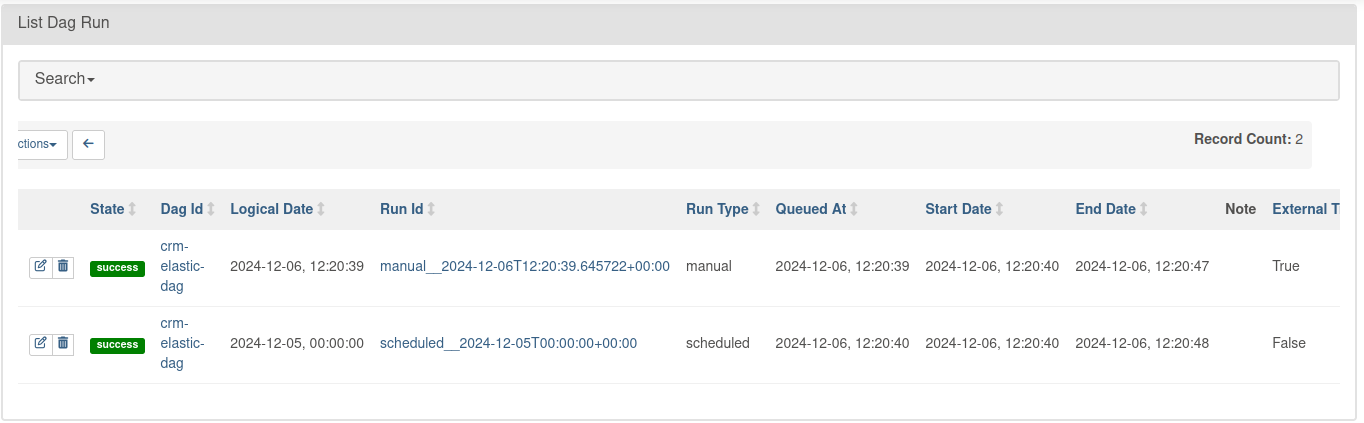 List Dag Run
Search
ctions
Record Count: 2
State Dag Id Logical Date Run Id Run Type Queued At Start Date End Date Note External T
crm-
elastic-
dag
success 2024-12-06, 12:20:39 manual__2024-12-06T12:20:39.645722+00:00 manual 2024-12-06, 12:20:39 2024-12-06, 12:20:40 2024-12-06, 12:20:47 True
crm-
elastic-
dag
success 2024-12-05, 00:00:00 scheduled__2024-12-05T00:00:00+00:00 scheduled 2024-12-06, 12:20:40 2024-12-06, 12:20:40 2024-12-06, 12:20:48 False